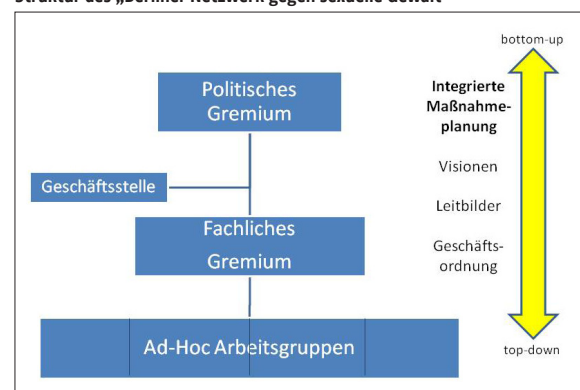 Struktur des „Berliner Netzwerk gegen sexuelle Gewalt“
Politisches
Gremium
Geschäftsstelle
Fachliches
Gremium
Ad-Hoc Arbeitsgruppen
bottom-up
Integrierte
Maßnahme-
planung
Visionen
Leitbilder
Geschäfts-
ordnung
top-down